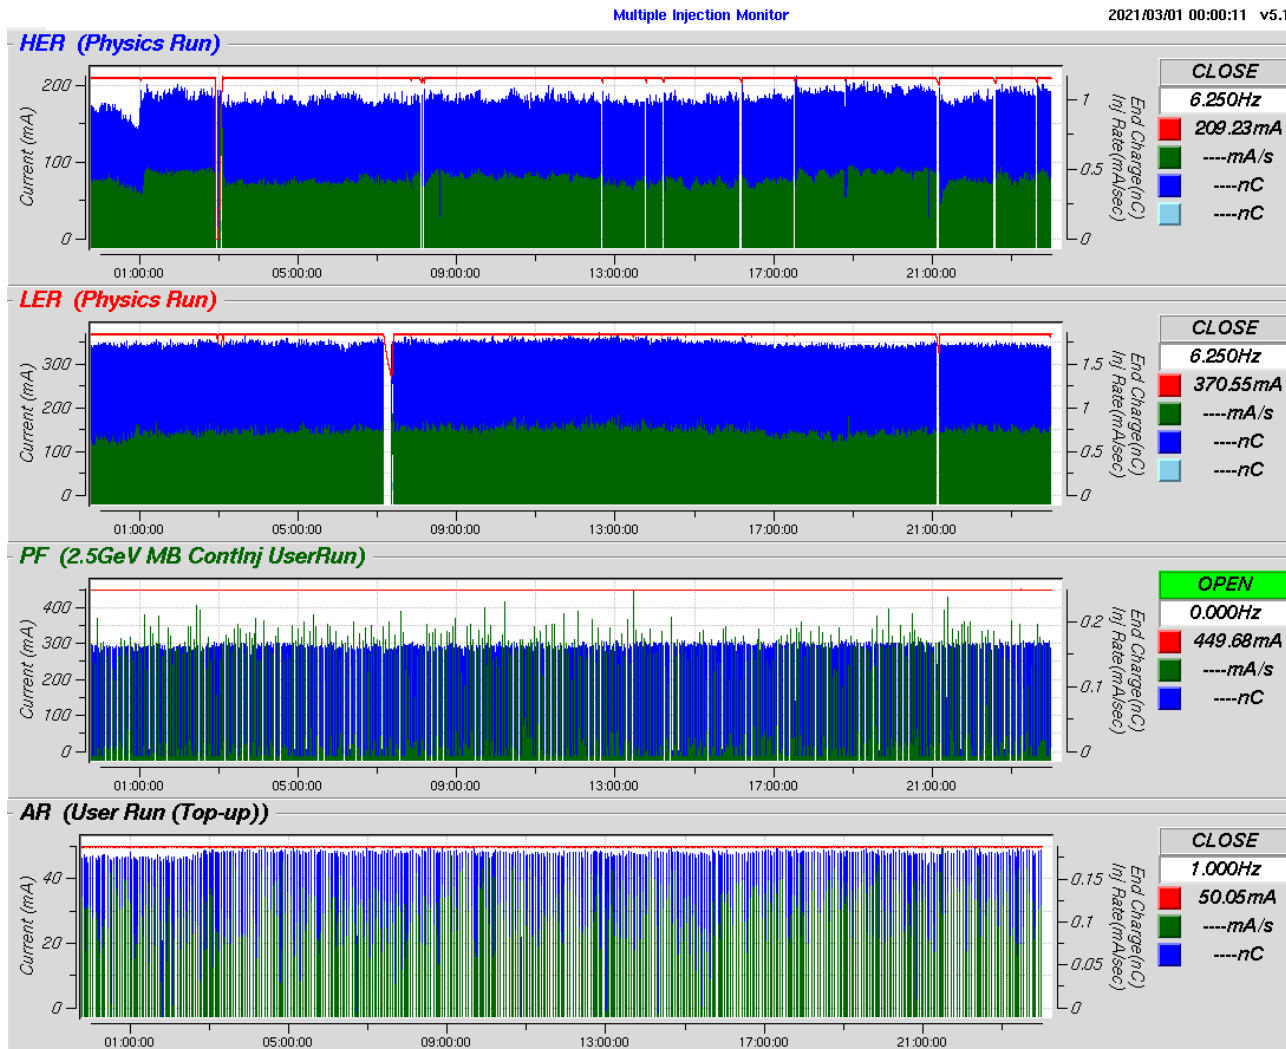 Multiple Injection Monitor
2021/03/01 00:00:11 v5.1
HER (Physics Run)
Current (mA)
200
100
0
1
0.5
0
End Charge(nC)
Inj Rate(mA/sec)
01:00:00 05:00:00 09:00:00 13:00:00 17:00:00 21:00:00
CLOSE
6.250Hz
209.23mA
----mA/s
----nC
----nC
LER (Physics Run)
Current (mA)
300
200
100
0
1.5
1
0.5
0
End Charge(nC)
Inj Rate(mA/sec)
01:00:00 05:00:00 09:00:00 13:00:00 17:00:00 21:00:00
CLOSE
6.250Hz
370.55mA
----mA/s
----nC
----nC
PF (2.5GeV MB ContInj UserRun)
Current (mA)
400
300
200
100
0
0.2
0.1
0
End Charge(nC)
Inj Rate(mA/sec)
01:00:00 05:00:00 09:00:00 13:00:00 17:00:00 21:00:00
OPEN
0.000Hz
449.68mA
----mA/s
----nC
AR (User Run (Top-up))
Current (mA)
40
20
0
0.15
0.1
0.05
0
End Charge(nC)
Inj Rate(mA/sec)
01:00:00 05:00:00 09:00:00 13:00:00 17:00:00 21:00:00
CLOSE
1.000Hz
50.05mA
----mA/s
----nC